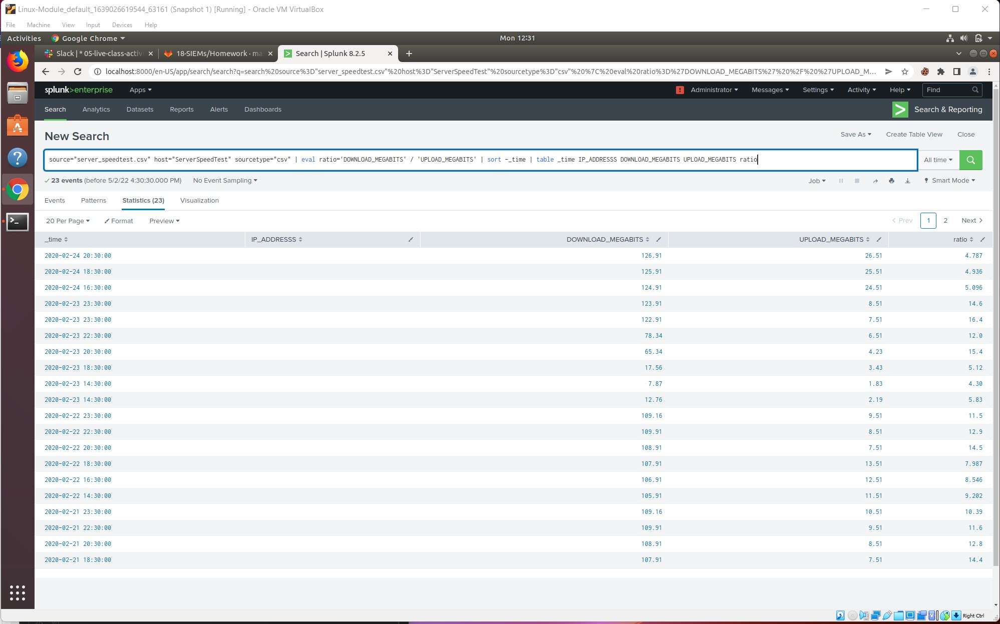 Linux-Module_default_1639026619544_63161 (Snapshot 1) [Running] - Oracle VM VirtualBox
File Machine View Input Devices Help
Activities Google Chrome Mon 12:31
Slack | * 05-live-class-activi 18-SIEMs/Homework · ma Search | Splunk 8.2.5
localhost:8000/en-US/app/search/search?q=search%20source%3D"server_speedtest.csv"%20host%3D"ServerSpeedTest"%20sourcetype%3D"csv"%20%7C%20eval%20ratio%3D%27DOWNLOAD_MEGABITS%27%20%2F%20%27UPLOAD_M...
splunk>enterprise Apps Administrator Messages Settings Activity Help Find
Search Analytics Datasets Reports Alerts Dashboards Search & Reporting
New Search Save As Create Table View Close
source="server_speedtest.csv" host="ServerSpeedTest" sourcetype="csv" | eval ratio='DOWNLOAD_MEGABITS' / 'UPLOAD_MEGABITS' | sort -_time | table _time IP_ADDRESSS DOWNLOAD_MEGABITS UPLOAD_MEGABITS ratio All time
23 events (before 5/2/22 4:30:30.000 PM) No Event Sampling Job Smart Mode
Events Patterns Statistics (23) Visualization
20 Per Page Format Preview Prev 1 2 Next
_time IP_ADDRESSS DOWNLOAD_MEGABITS UPLOAD_MEGABITS ratio
2020-02-24 20:30:00 126.91 26.51 4.787
2020-02-24 18:30:00 125.91 25.51 4.936
2020-02-24 16:30:00 124.91 24.51 5.096
2020-02-23 23:30:00 123.91 8.51 14.6
2020-02-23 23:30:00 122.91 7.51 16.4
2020-02-23 22:30:00 78.34 6.51 12.0
2020-02-23 20:30:00 65.34 4.23 15.4
2020-02-23 18:30:00 17.56 3.43 5.12
2020-02-23 14:30:00 7.87 1.83 4.30
2020-02-23 14:30:00 12.76 2.19 5.83
2020-02-22 23:30:00 109.16 9.51 11.5
2020-02-22 22:30:00 109.91 8.51 12.9
2020-02-22 20:30:00 108.91 7.51 14.5
2020-02-22 18:30:00 107.91 13.51 7.987
2020-02-22 16:30:00 106.91 12.51 8.546
2020-02-22 14:30:00 105.91 11.51 9.202
2020-02-21 23:30:00 109.16 10.51 10.39
2020-02-21 22:30:00 109.91 9.51 11.6
2020-02-21 20:30:00 108.91 8.51 12.8
2020-02-21 18:30:00 107.91 7.51 14.4
Right Ctrl